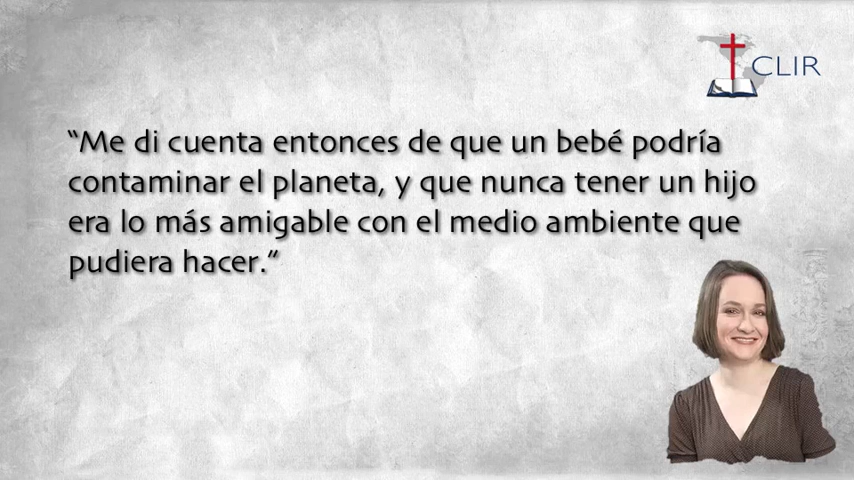 CLIR
“Me di cuenta entonces de que un bebé podría
contaminar el planeta, y que nunca tener un hijo
era lo más amigable con el medio ambiente que
pudiera hacer.”